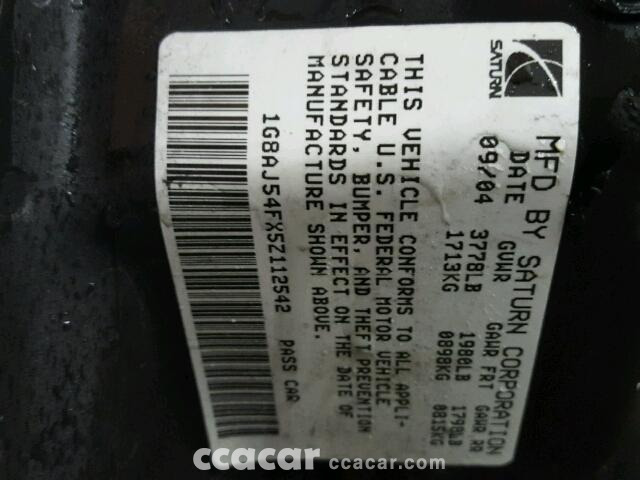 SATURN
MFD BY SATURN CORPORATION
DATE GVWR GAWR FRT GAWR RR
09/04 3778LB 1980LB 1798LB
1713KG 0898KG 0815KG
THIS VEHICLE CONFORMS TO ALL APPLI-
CABLE U.S. FEDERAL MOTOR VEHICLE
SAFETY, BUMPER, AND THEFT PREVENTION
STANDARDS IN EFFECT ON THE DATE OF
MANUFACTURE SHOWN ABOVE.
1G8AJ54FX5Z112542 PASS CAR
ccacar ccacar.com